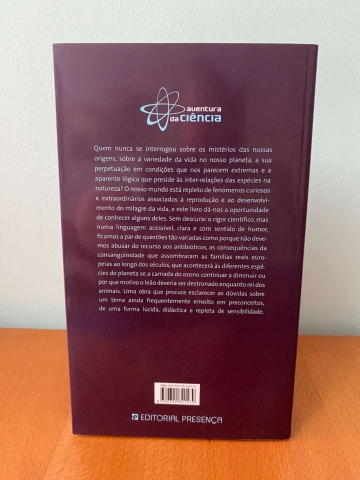 aventura
da ciência
Quem nunca se interrogou sobre os mistérios das nossas
origens, sobre a variedade da vida no nosso planeta, a sua
perpetuação em condições que nos parecem extremas e a
aparente lógica que preside às inter-relações das espécies na
natureza? O nosso mundo está repleto de fenómenos curiosos
e extraordinários associados à reprodução e ao desenvolvi-
mento do milagre da vida, e este livro dá-nos a oportunidade
de conhecer alguns deles. Sem descurar o rigor científico, mas
numa linguagem acessível, clara e com sentido de humor,
ficamos a par de questões tão variadas como porque não deve-
mos abusar do recurso aos antibióticos, as consequências da
consanguinidade que assombraram as famílias reais euro-
peias ao longo dos séculos, que acontecerá às diferentes espé-
cies do planeta se a camada do ozono continuar a diminuir ou
por que motivo o leão deveria ser destronado enquanto rei dos
animais. Uma obra que procura esclarecer as dúvidas sobre
um tema ainda frequentemente envolto em preconceitos,
de uma forma lúcida, didáctica e repleta de sensibilidade.
EDITORIAL PRESENÇA